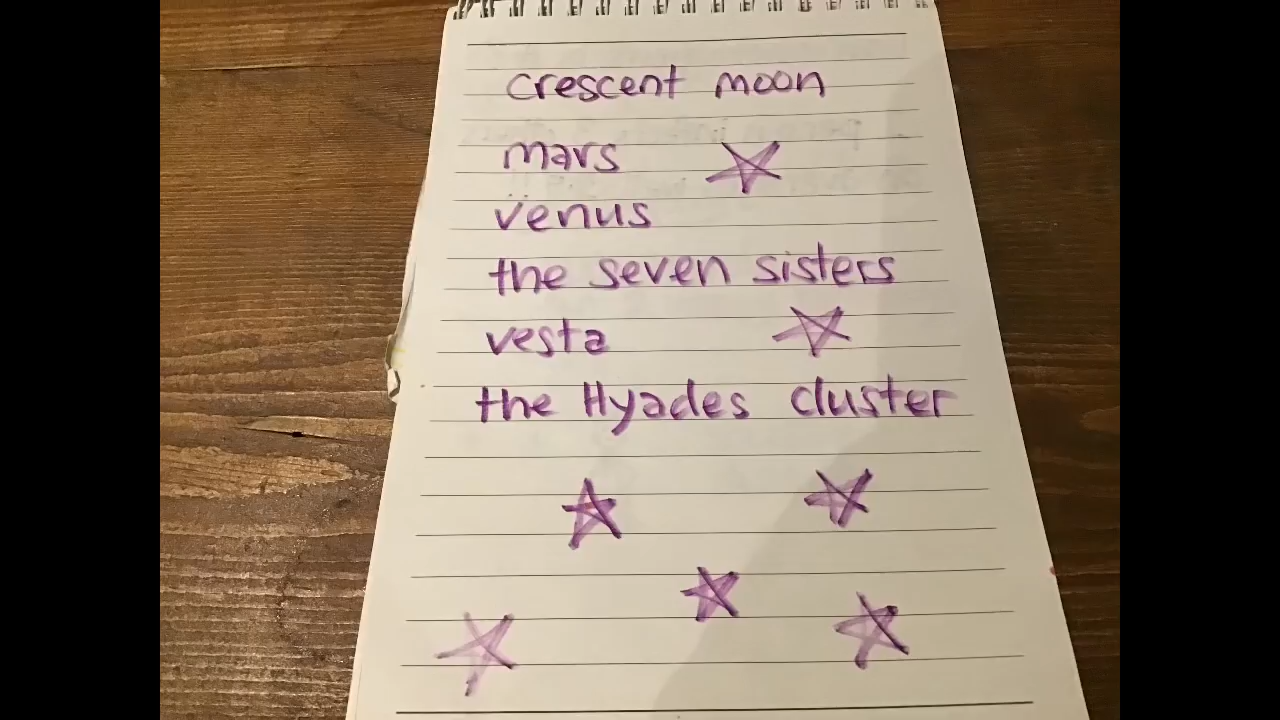 crescent moon
mars
venus
the seven sisters
vesta
the Hyades cluster